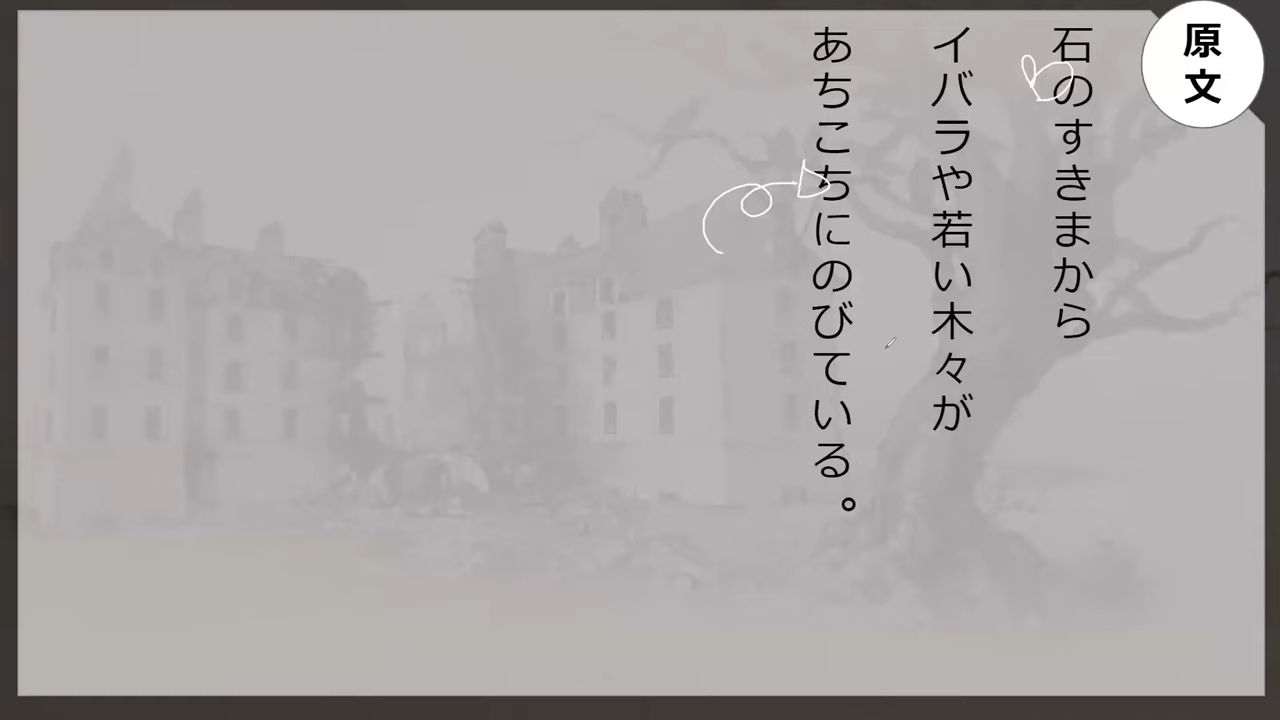 原文
石のすきまから
イバラや若い木々が
あちこちにのびている。